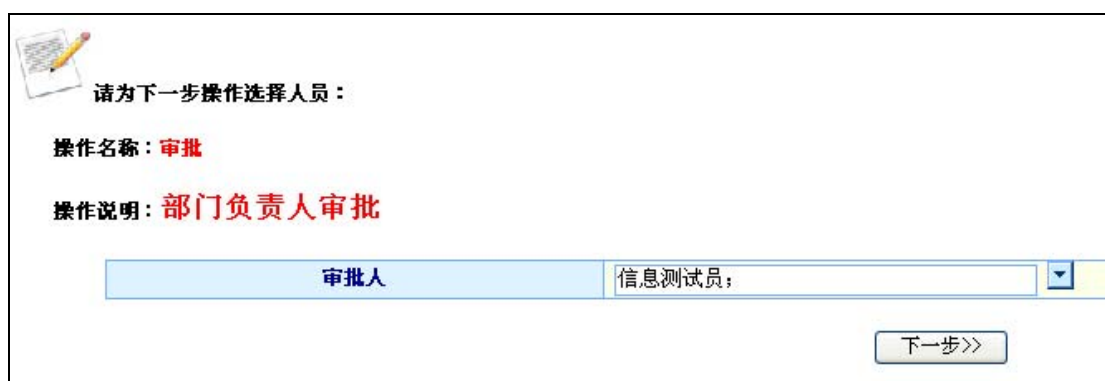 请为下一步操作选择人员：
操作名称：审批
操作说明：部门负责人审批
审批人 信息测试员；
下一步>>